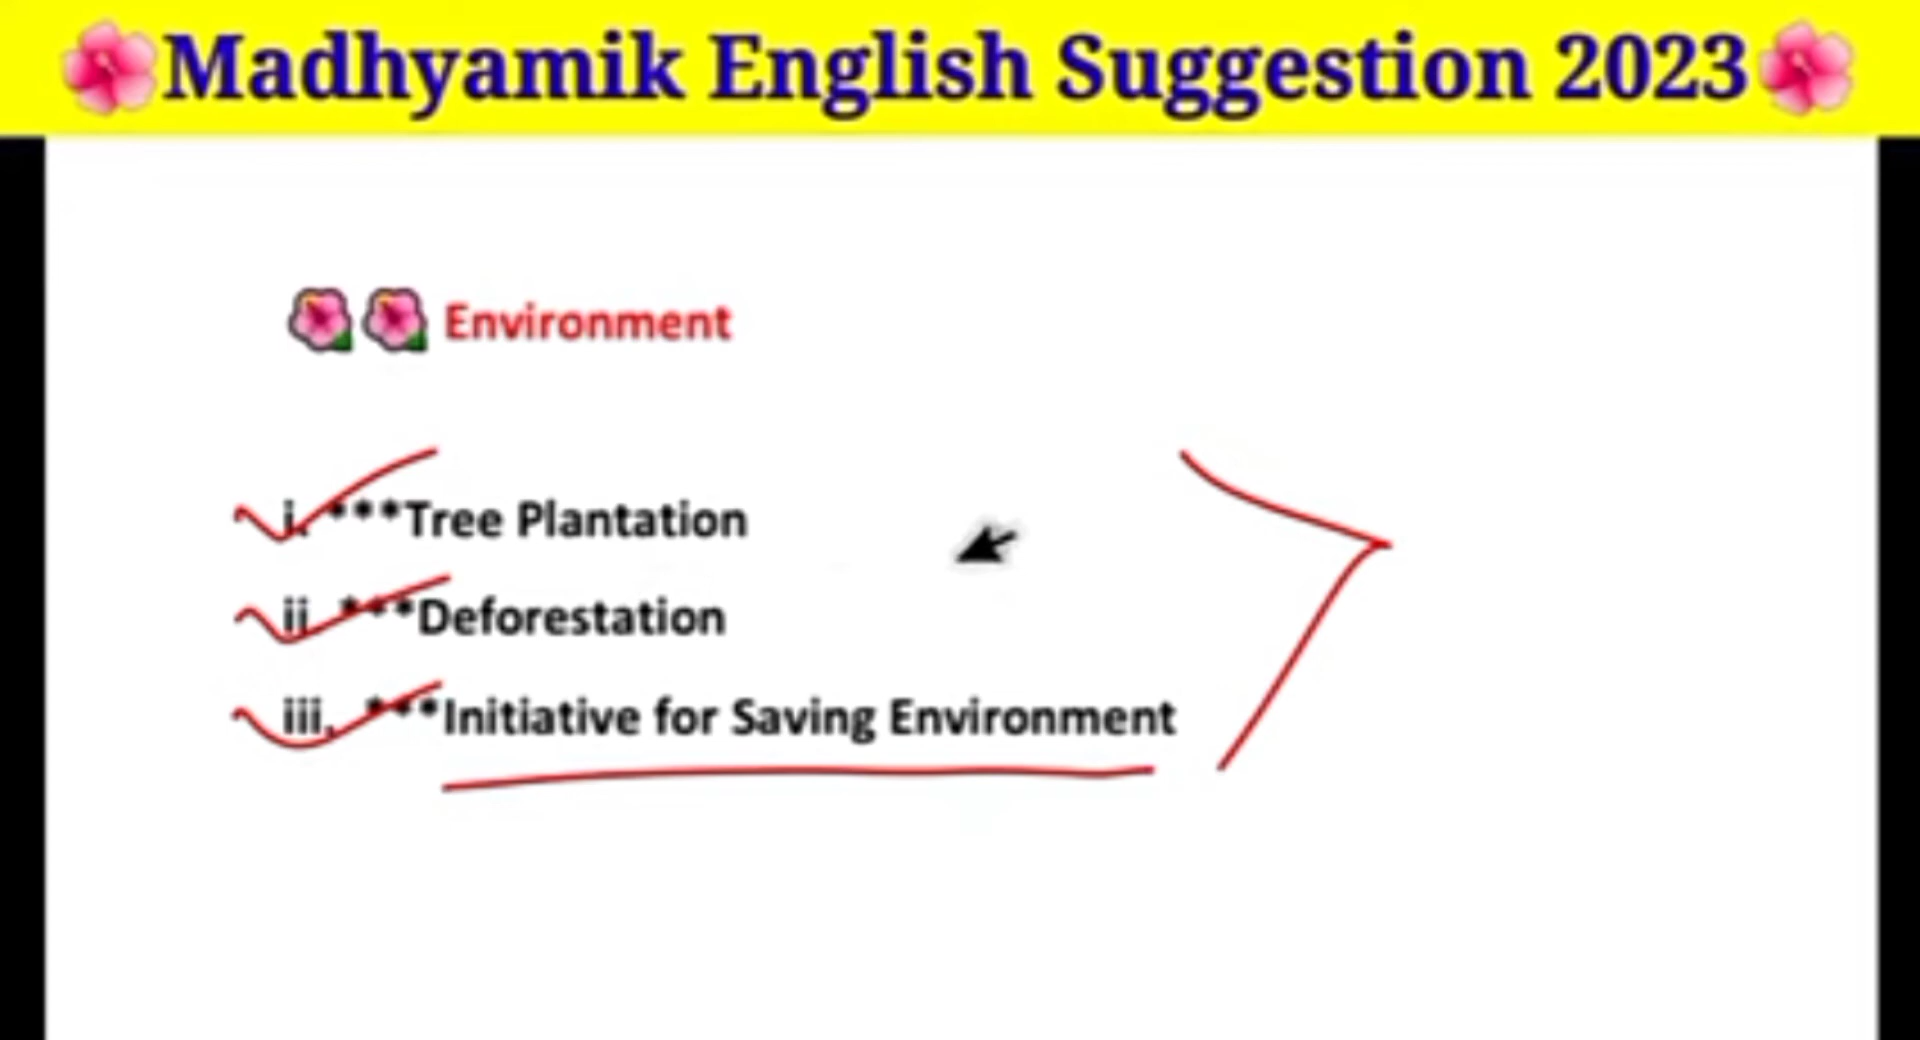 Madhyamik English Suggestion 2023
Environment
i. ***Tree Plantation
ii. ***Deforestation
iii. ***Initiative for Saving Environment